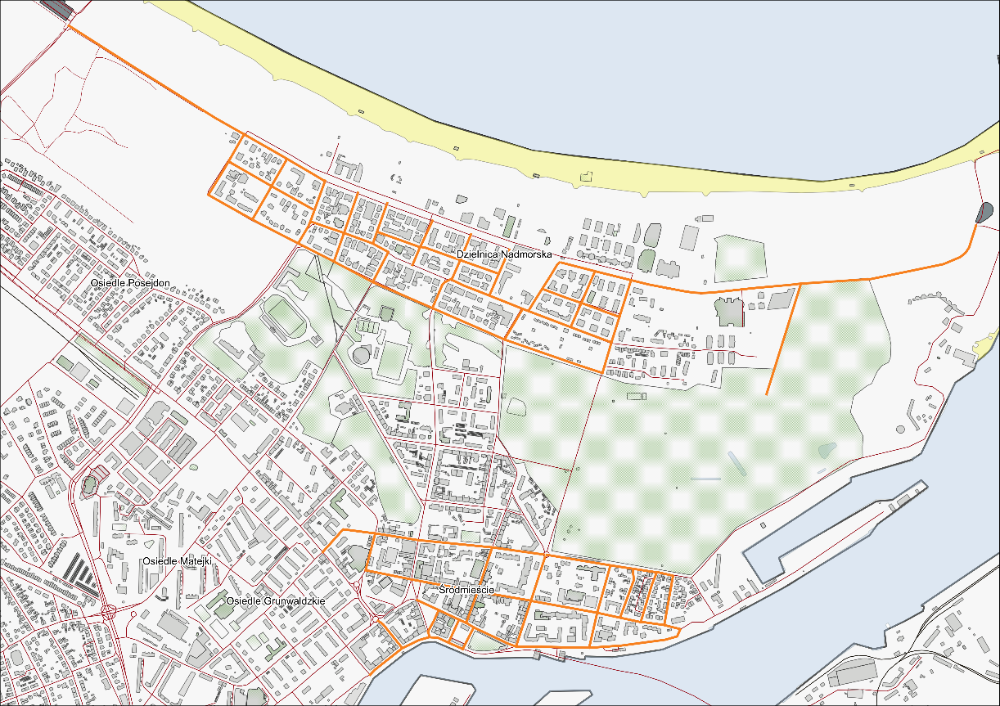 Dzielnica Nadmorska
Osiedle Posejdon
Osiedle Matejki
Śródmieście
Osiedle Grunwaldzkie